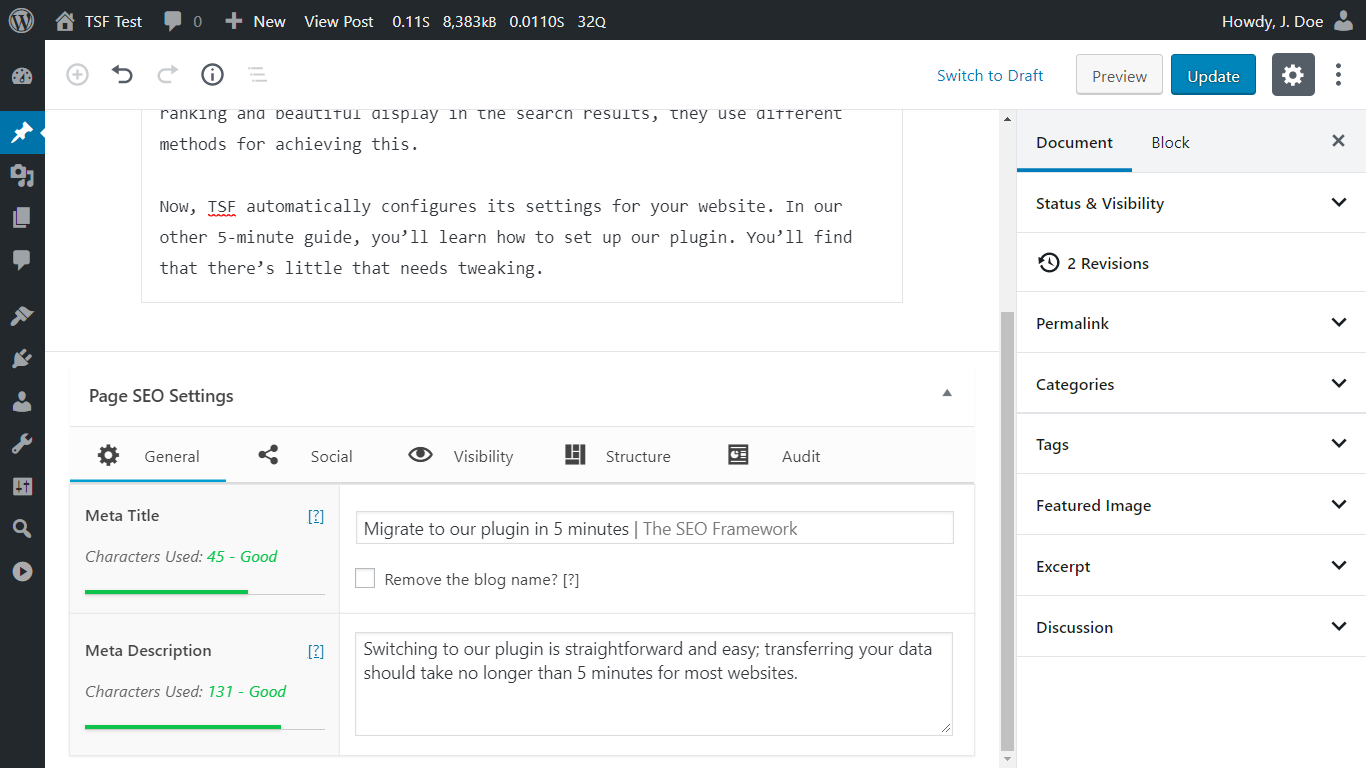 TSF Test 0 New View Post 0.11s 8,383kB 0.0110s 32Q Howdy, J. Doe
Switch to Draft Preview Update
ranking and beautiful display in the search results, they use different
methods for achieving this.
Now, TSF automatically configures its settings for your website. In our
other 5-minute guide, you’ll learn how to set up our plugin. You’ll find
that there’s little that needs tweaking.
Page SEO Settings
General Social Visibility Structure Audit
Meta Title [?]
Characters Used: 45 - Good
Migrate to our plugin in 5 minutes | The SEO Framework
Remove the blog name? [?]
Meta Description [?]
Characters Used: 131 - Good
Switching to our plugin is straightforward and easy; transferring your data
should take no longer than 5 minutes for most websites.
Document Block
Status & Visibility
2 Revisions
Permalink
Categories
Tags
Featured Image
Excerpt
Discussion